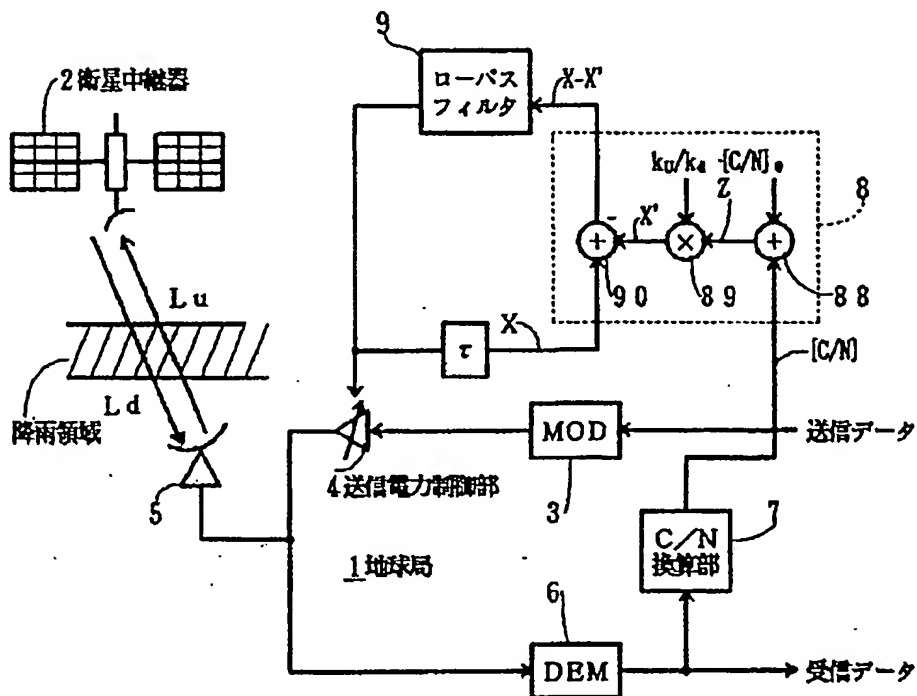 9
2衛星中継器
ローパス
フィルタ
X-X'
kU/kd
-[C/N]0
8
Z
X'
-
+
×
+
90
89
88
Lu
X
τ
[C/N]
Ld
降雨領域
MOD
送信データ
4送信電力制御部
5
3
C/N
換算部
7
1地球局
6
DEM
受信データ